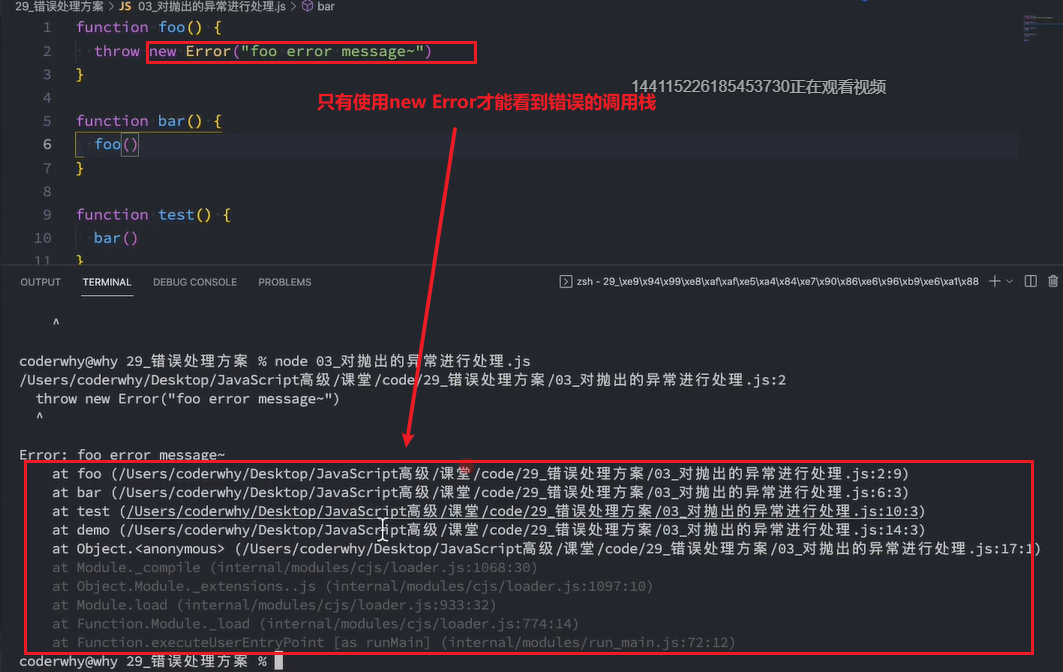 29_错误处理方案 > JS 03_对抛出的异常进行处理.js > bar
1 function foo() {
2 throw new Error("foo error message~")
3 }
4
5 function bar() {
6 foo()
7 }
8
9 function test() {
10 bar()
11 }
144115226185453730正在观看视频
只有使用new Error才能看到错误的调用栈
OUTPUT TERMINAL DEBUG CONSOLE PROBLEMS zsh - 29_\xe9\x94\x99\xe8\xaf\xaf\xe5\xa4\x84\xe7\x90\x86\xe6\x96\xb9\xe6\xa1\x88
^
coderwhy@why 29_错误处理方案 % node 03_对抛出的异常进行处理.js
/Users/coderwhy/Desktop/JavaScript高级/课堂/code/29_错误处理方案/03_对抛出的异常进行处理.js:2
throw new Error("foo error message~")
^
Error: foo error message~
at foo (/Users/coderwhy/Desktop/JavaScript高级/课堂/code/29_错误处理方案/03_对抛出的异常进行处理.js:2:9)
at bar (/Users/coderwhy/Desktop/JavaScript高级/课堂/code/29_错误处理方案/03_对抛出的异常进行处理.js:6:3)
at test (/Users/coderwhy/Desktop/JavaScript高级/课堂/code/29_错误处理方案/03_对抛出的异常进行处理.js:10:3)
at demo (/Users/coderwhy/Desktop/JavaScript高级/课堂/code/29_错误处理方案/03_对抛出的异常进行处理.js:14:3)
at Object.<anonymous> (/Users/coderwhy/Desktop/JavaScript高级/课堂/code/29_错误处理方案/03_对抛出的异常进行处理.js:17:1)
at Module._compile (internal/modules/cjs/loader.js:1068:30)
at Object.Module._extensions..js (internal/modules/cjs/loader.js:1097:10)
at Module.load (internal/modules/cjs/loader.js:933:32)
at Function.Module._load (internal/modules/cjs/loader.js:774:14)
at Function.executeUserEntryPoint [as runMain] (internal/modules/run_main.js:72:12)
coderwhy@why 29_错误处理方案 %